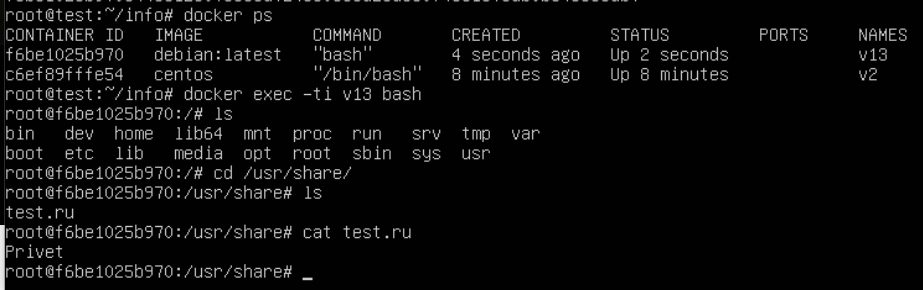 root@test:~/info# docker ps
CONTAINER ID   IMAGE           COMMAND       CREATED         STATUS         PORTS     NAMES
f6be1025b970   debian:latest   "bash"        4 seconds ago   Up 2 seconds             v13
c6ef89fffe54   centos          "/bin/bash"   8 minutes ago   Up 8 minutes             v2
root@test:~/info# docker exec -ti v13 bash
root@f6be1025b970:/# ls
bin   dev  home  lib64  mnt  proc  run   srv  tmp  var
boot  etc  lib   media  opt  root  sbin  sys  usr
root@f6be1025b970:/# cd /usr/share/
root@f6be1025b970:/usr/share# ls
test.ru
root@f6be1025b970:/usr/share# cat test.ru
Privet
root@f6be1025b970:/usr/share# _